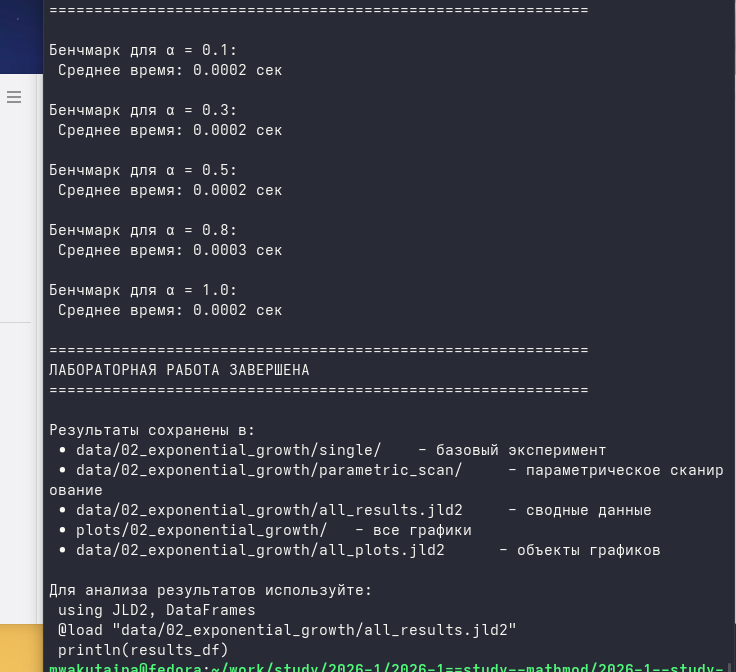 ============================================================
Бенчмарк для α = 0.1:
Среднее время: 0.0002 сек
Бенчмарк для α = 0.3:
Среднее время: 0.0002 сек
Бенчмарк для α = 0.5:
Среднее время: 0.0002 сек
Бенчмарк для α = 0.8:
Среднее время: 0.0003 сек
Бенчмарк для α = 1.0:
Среднее время: 0.0002 сек
============================================================
ЛАБОРАТОРНАЯ РАБОТА ЗАВЕРШЕНА
============================================================
Результаты сохранены в:
• data/02_exponential_growth/single/    - базовый эксперимент
• data/02_exponential_growth/parametric_scan/     - параметрическое сканир
ование
• data/02_exponential_growth/all_results.jld2     - сводные данные
• plots/02_exponential_growth/   - все графики
• data/02_exponential_growth/all_plots.jld2      - объекты графиков
Для анализа результатов используйте:
using JLD2, DataFrames
@load "data/02_exponential_growth/all_results.jld2"
println(results_df)
mwakutaipa@fedora:~/work/study/2026-1/2026-1==study--mathmod/2026-1--study-